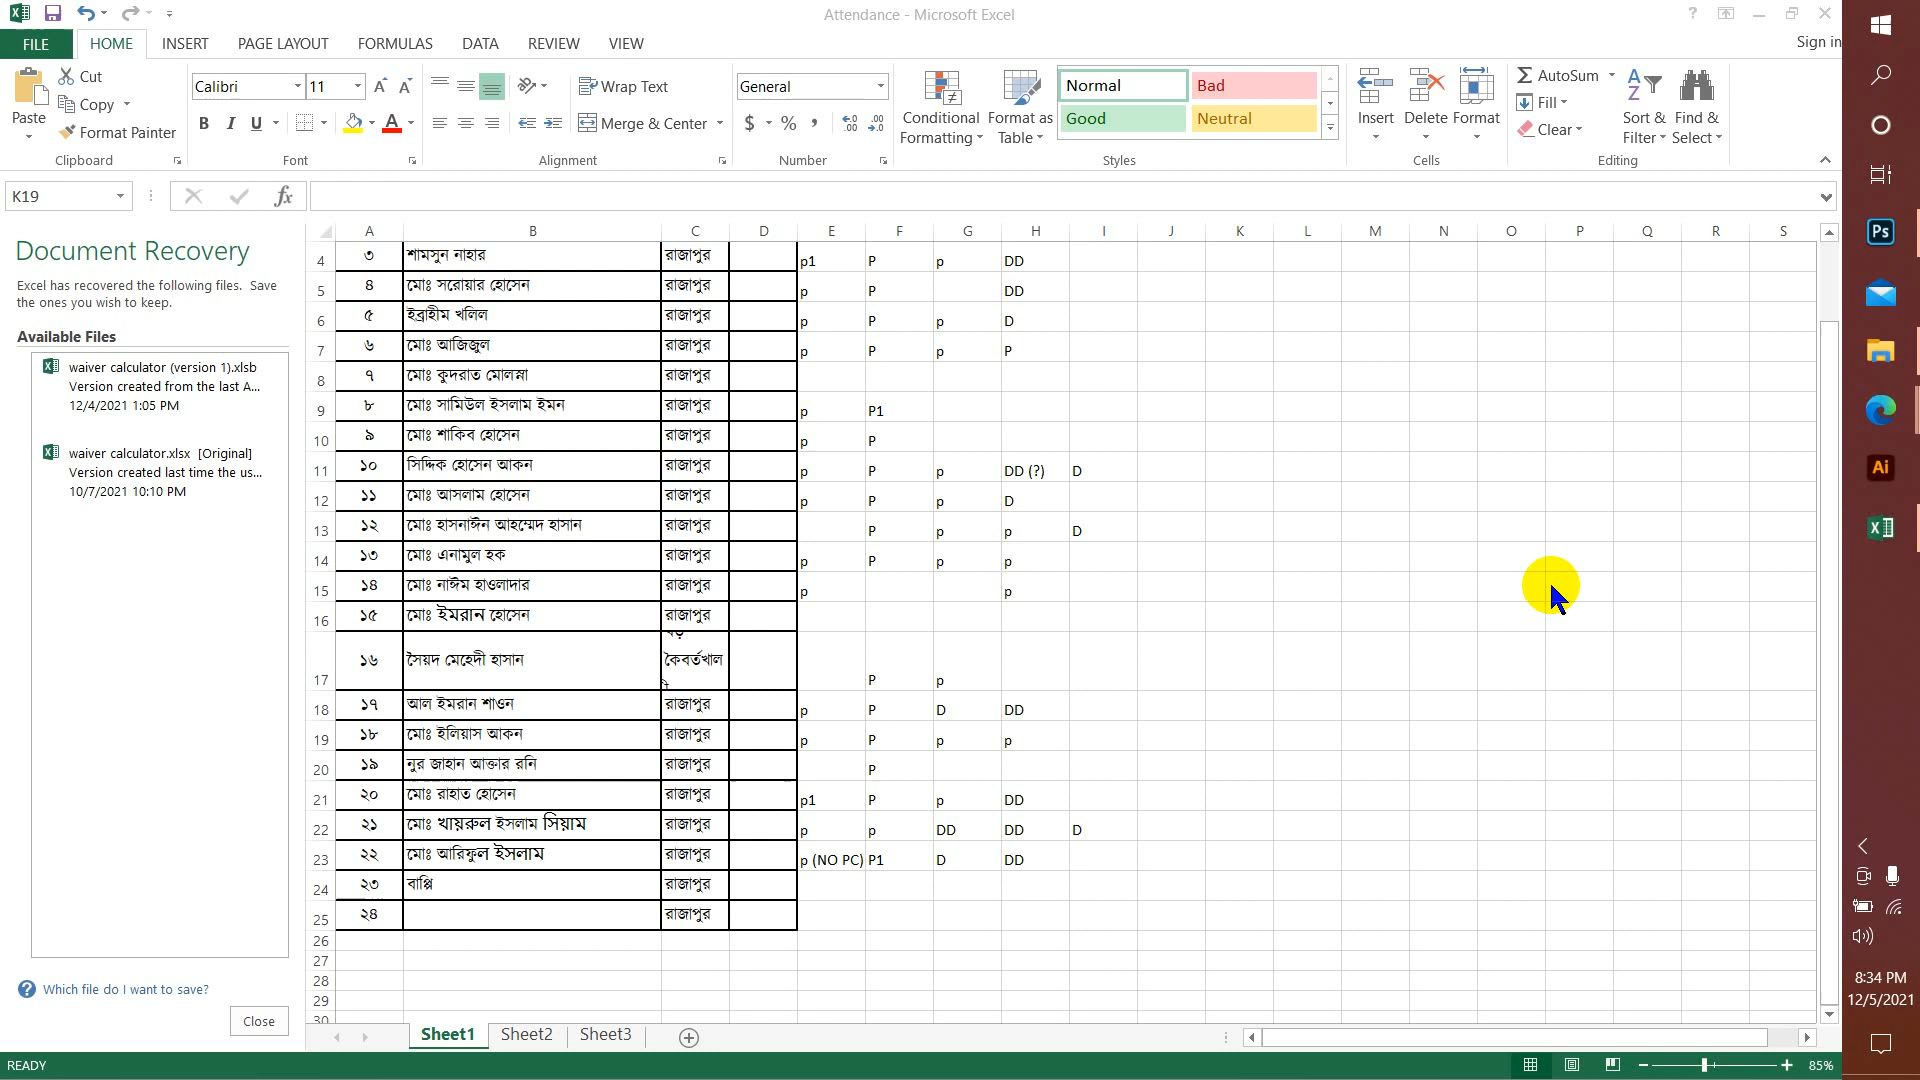 Attendance - Microsoft Excel
Sign in
FILE HOME INSERT PAGE LAYOUT FORMULAS DATA REVIEW VIEW
Paste
Cut
Copy
Format Painter
Clipboard
Calibri 11
B I U
Font
Wrap Text
Merge & Center
Alignment
General
$ % ,
Number
Conditional Formatting
Format as Table
Normal Bad
Good Neutral
Styles
Insert Delete Format
Cells
AutoSum
Fill
Clear
Sort & Filter
Find & Select
Editing
K19
fx
Document Recovery
Excel has recovered the following files. Save
the ones you wish to keep.
Available Files
waiver calculator (version 1).xlsb
Version created from the last A...
12/4/2021 1:05 PM
waiver calculator.xlsx [Original]
Version created last time the us...
10/7/2021 10:10 PM
Which file do I want to save?
Close
A B C D E F G H I J K L M N O P Q R S
4 ৩ শামসুন নাহার রাজাপুর p1 P p DD
5 ৪ মোঃ সরোয়ার হোসেন রাজাপুর p P DD
6 ৫ ইব্রাহীম খলিল রাজাপুর p P p D
7 ৬ মোঃ আজিজুল রাজাপুর p P p P
8 ৭ মোঃ কুদরাত মোলস্না রাজাপুর
9 ৮ মোঃ সামিউল ইসলাম ইমন রাজাপুর p P1
10 ৯ মোঃ শাকিব হোসেন রাজাপুর p P
11 ১০ সিদ্দিক হোসেন আকন রাজাপুর p P p DD (?) D
12 ১১ মোঃ আসলাম হোসেন রাজাপুর p P p D
13 ১২ মোঃ হাসনাঈন আহম্মেদ হাসান রাজাপুর P p p D
14 ১৩ মোঃ এনামুল হক রাজাপুর p P p p
15 ১৪ মোঃ নাঈম হাওলাদার রাজাপুর p p
16 ১৫ মোঃ ইমরান হোসেন রাজাপুর
17 ১৬ সৈয়দ মেহেদী হাসান কৈবর্তখাল P p
18 ১৭ আল ইমরান শাওন রাজাপুর p P D DD
19 ১৮ মোঃ ইলিয়াস আকন রাজাপুর p P p p
20 ১৯ নুর জাহান আক্তার রনি রাজাপুর P
21 ২০ মোঃ রাহাত হোসেন রাজাপুর p1 P p DD
22 ২১ মোঃ খায়রুল ইসলাম সিয়াম রাজাপুর p p DD DD D
23 ২২ মোঃ আরিফুল ইসলাম রাজাপুর p (NO PC) P1 D DD
24 ২৩ বাপ্পি রাজাপুর
25 ২৪ রাজাপুর
26
27
28
29
30
Sheet1 Sheet2 Sheet3
READY
85%
Ps
Ai
8:34 PM
12/5/2021